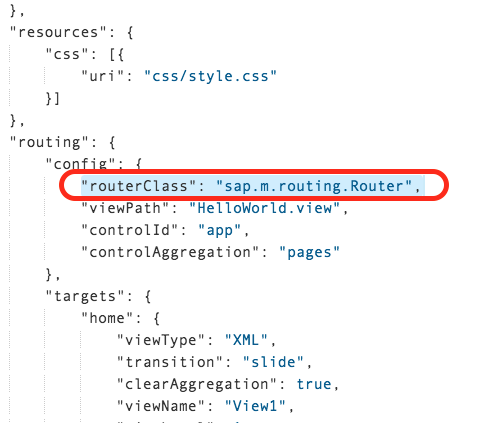 },
"resources": {
"css": [{
"uri": "css/style.css"
}]
},
"routing": {
"config": {
"routerClass": "sap.m.routing.Router",
"viewPath": "HelloWorld.view",
"controlId": "app",
"controlAggregation": "pages"
},
"targets": {
"home": {
"viewType": "XML",
"transition": "slide",
"clearAggregation": true,
"viewName": "View1",